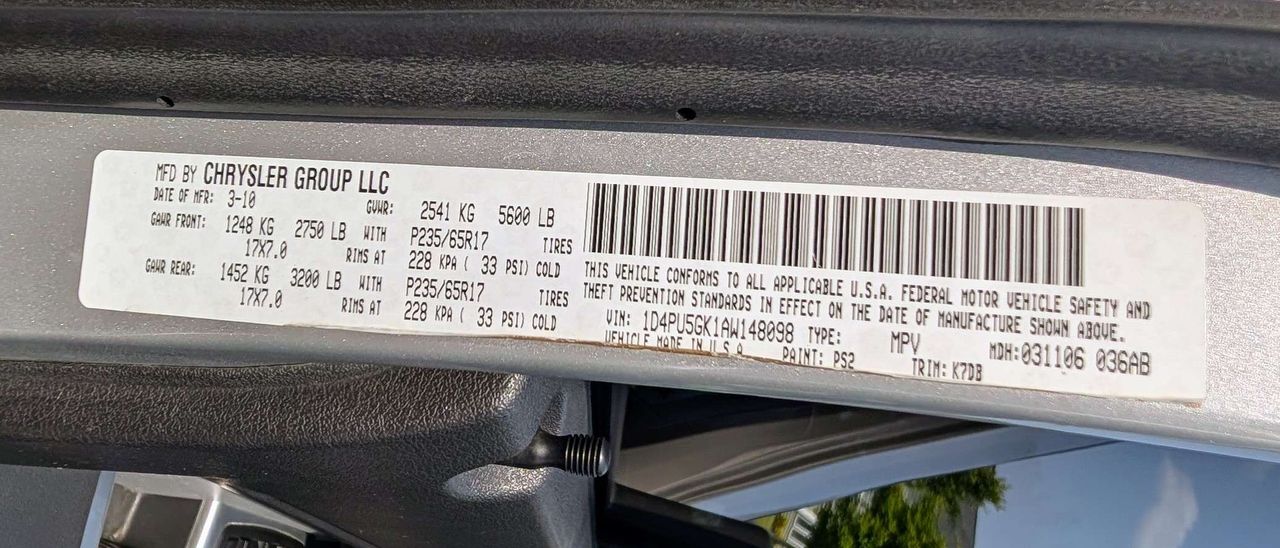 MFD BY CHRYSLER GROUP LLC
DATE OF MFR: 3-10 GVWR: 2541 KG 5600 LB
GAWR FRONT: 1248 KG 2750 LB WITH P235/65R17 TIRES
17X7.0 RIMS AT 228 KPA ( 33 PSI) COLD
GAWR REAR: 1452 KG 3200 LB WITH P235/65R17 TIRES
17X7.0 RIMS AT 228 KPA ( 33 PSI) COLD
THIS VEHICLE CONFORMS TO ALL APPLICABLE U.S.A. FEDERAL MOTOR VEHICLE SAFETY AND
THEFT PREVENTION STANDARDS IN EFFECT ON THE DATE OF MANUFACTURE SHOWN ABOVE.
VIN: 1D4PU5GK1AW148098 TYPE: MPV MDH:031106 036AB
VEHICLE MADE IN U.S.A. PAINT: PS2 TRIM: K7DB